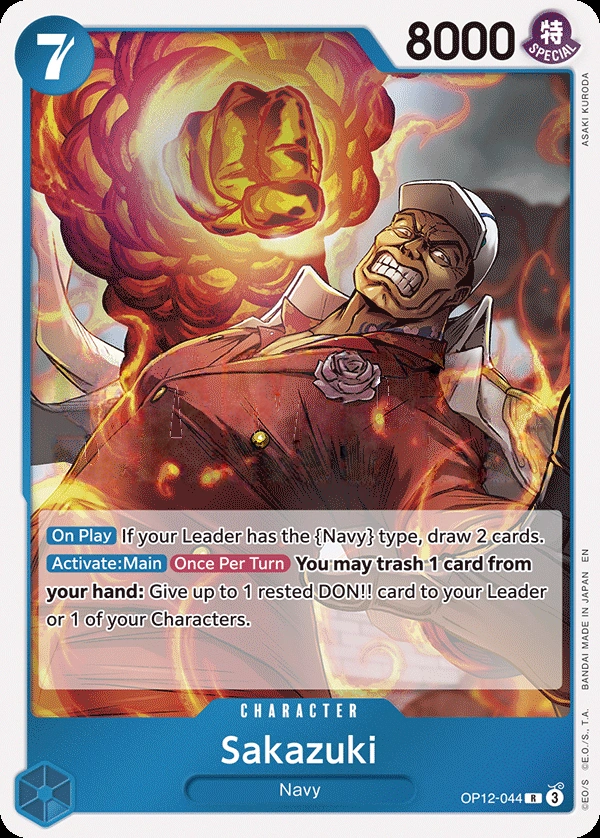 7
8000
特
SPECIAL
ASAKI KURODA
On Play If your Leader has the {Navy} type, draw 2 cards.
Activate:Main Once Per Turn You may trash 1 card from
your hand: Give up to 1 rested DON!! card to your Leader
or 1 of your Characters.
CHARACTER
Sakazuki
Navy
OP12-044 R 3
©E.O/S ©E.O./S., T.A. BANDAI MADE IN JAPAN EN